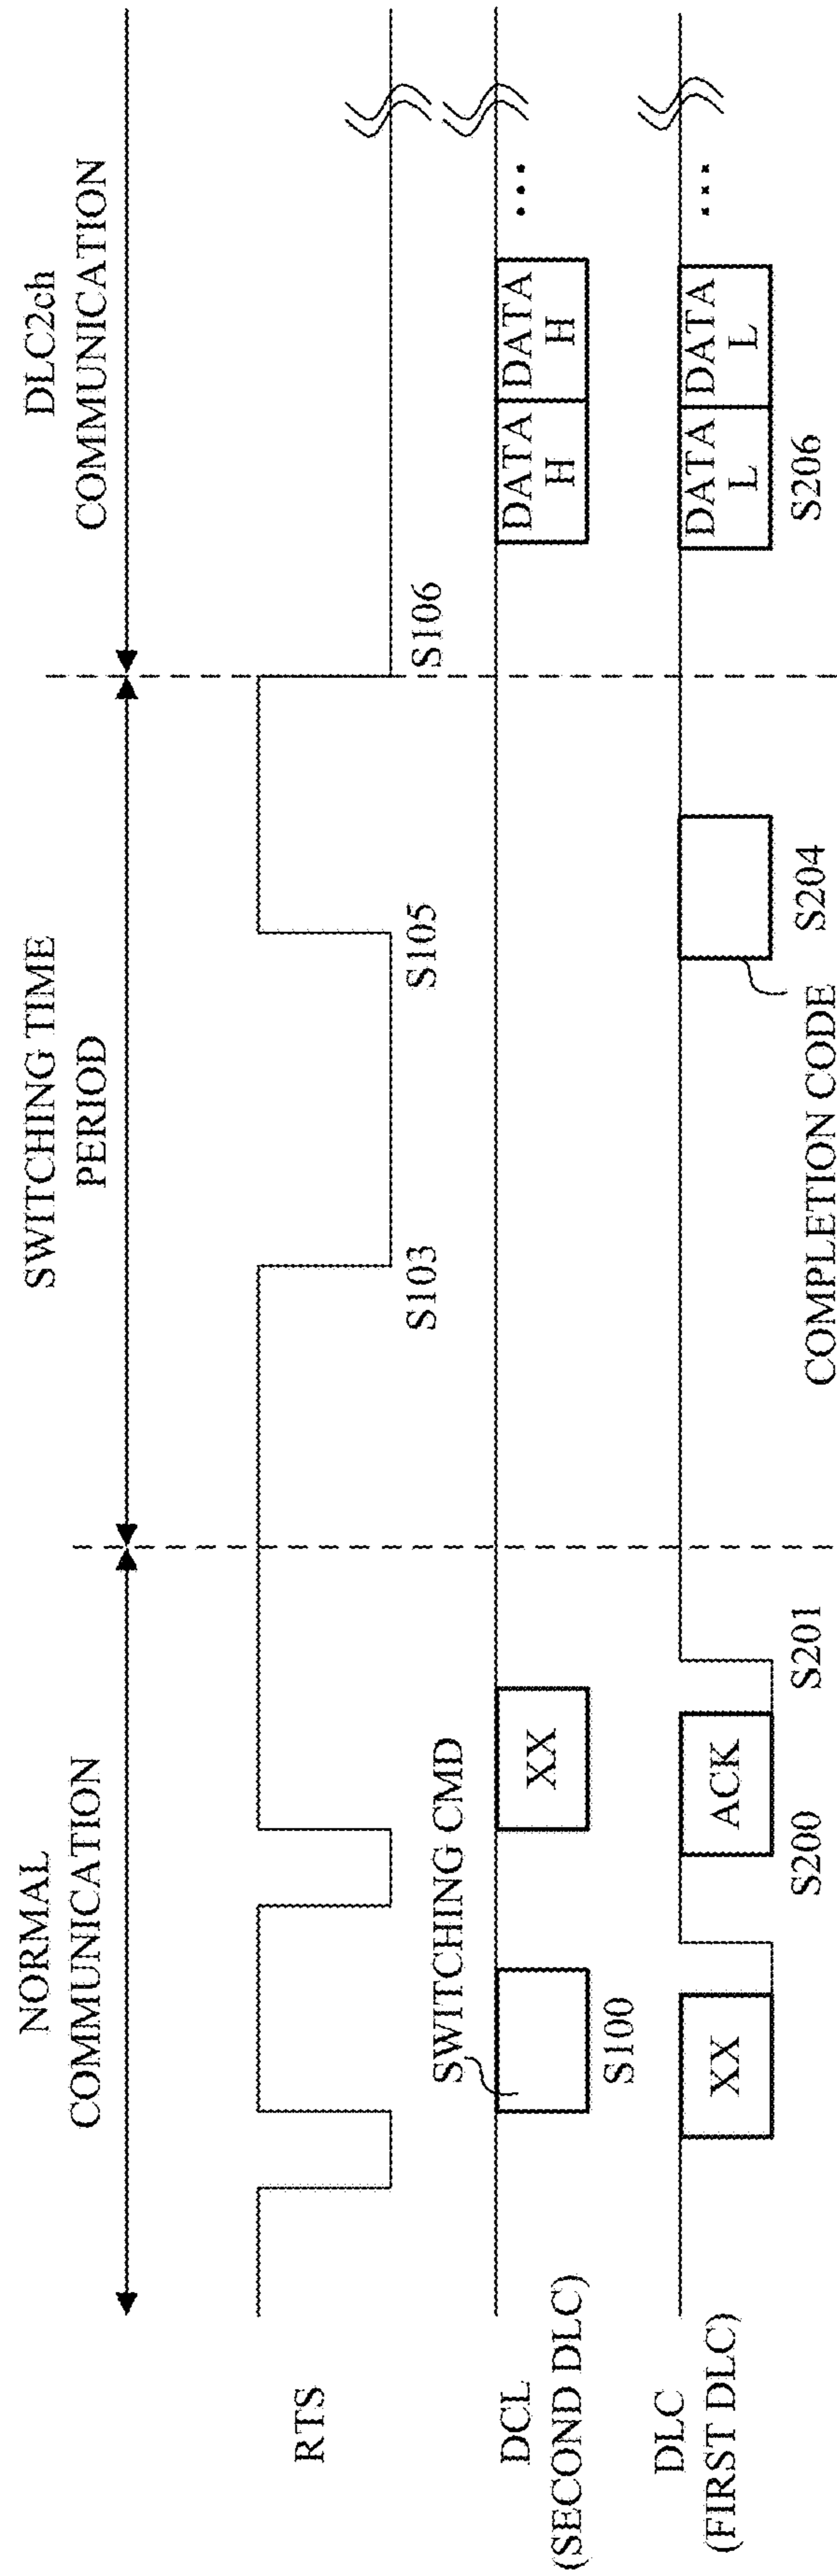 NORMAL
COMMUNICATION
SWITCHING TIME
PERIOD
DLC2ch
COMMUNICATION
RTS
S103
S105
S106
DCL
(SECOND DLC)
SWITCHING CMD
S100
XX
DATA
H
DATA
H
...
DLC
(FIRST DLC)
XX
ACK
S200
S201
COMPLETION CODE
S204
DATA
L
DATA
L
...
S206